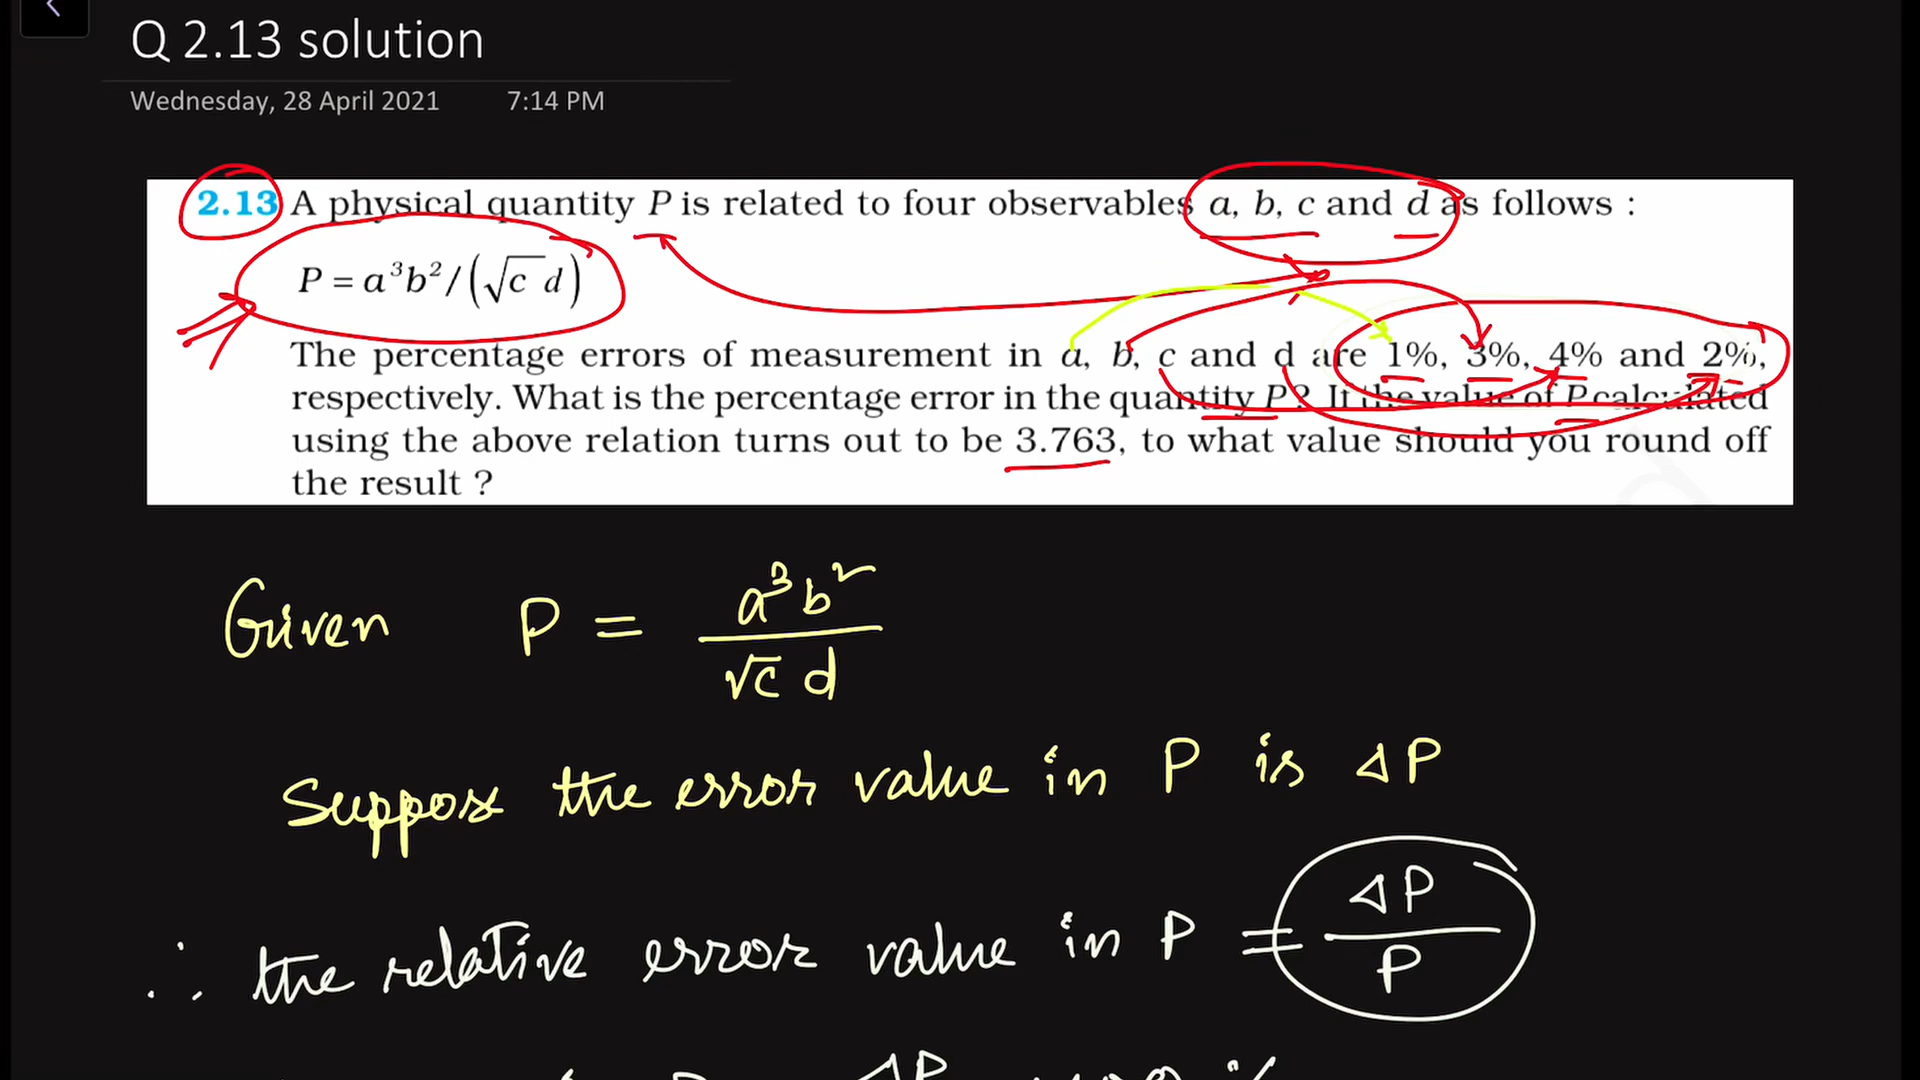 Q 2.13 solution
Wednesday, 28 April 2021 7:14 PM
2.13 A physical quantity P is related to four observables a, b, c and d as follows :
P = a³b²/(√c d)
The percentage errors of measurement in a, b, c and d are 1%, 3%, 4% and 2%,
respectively. What is the percentage error in the quantity P ? If the value of P calculated
using the above relation turns out to be 3.763, to what value should you round off
the result ?
Given P = a³b² / √c d
Suppose the error value in P is ΔP
∴ the relative error value in P = ΔP / P